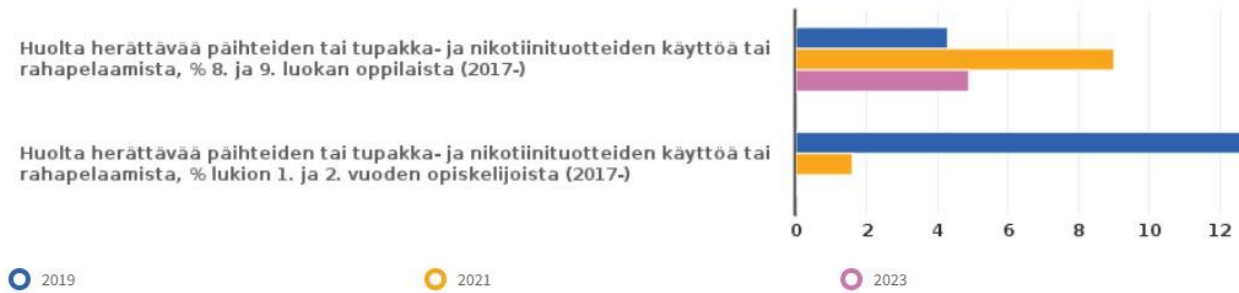 Huolta herättävää päihteiden tai tupakka- ja nikotiinituotteiden käyttöä tai
rahapelaamista, % 8. ja 9. luokan oppilaista (2017-)
Huolta herättävää päihteiden tai tupakka- ja nikotiinituotteiden käyttöä tai
rahapelaamista, % lukion 1. ja 2. vuoden opiskelijoista (2017-)
0 2 4 6 8 10 12
2019 2021 2023